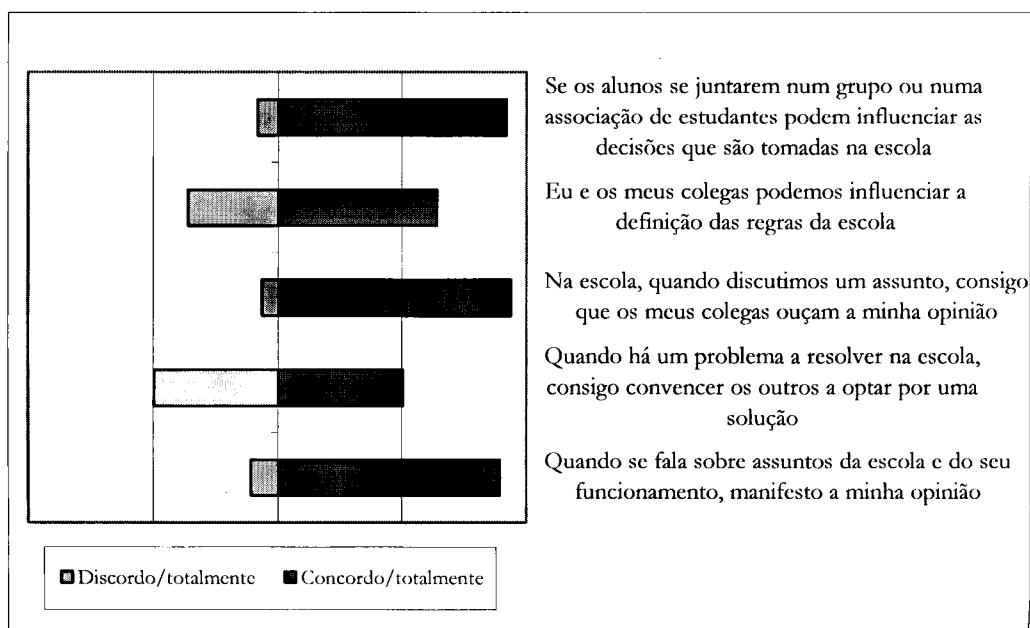 Se os alunos se juntarem num grupo ou numa
associação de estudantes podem influenciar as
decisões que são tomadas na escola
Eu e os meus colegas podemos influenciar a
definição das regras da escola
Na escola, quando discutimos um assunto, consigo
que os meus colegas ouçam a minha opinião
Quando há um problema a resolver na escola,
consigo convencer os outros a optar por uma
solução
Quando se fala sobre assuntos da escola e do seu
funcionamento, manifesto a minha opinião
Discordo/totalmente
Concordo/totalmente